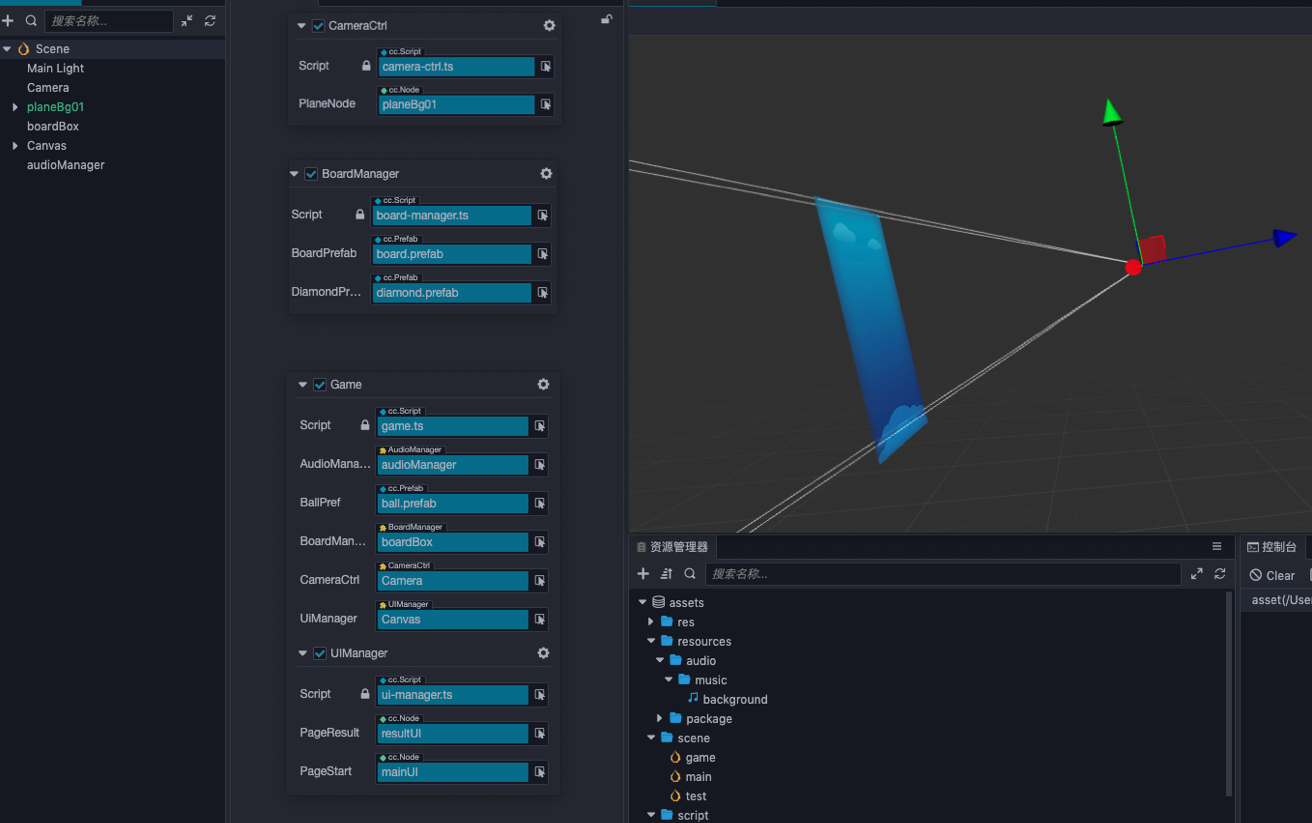 搜索名称...
Scene
Main Light
Camera
planeBg01
boardBox
Canvas
audioManager
CameraCtrl
cc.Script
Script
camera-ctrl.ts
cc.Node
PlaneNode
planeBg01
BoardManager
cc.Script
Script
board-manager.ts
cc.Prefab
BoardPrefab
board.prefab
cc.Prefab
DiamondPr...
diamond.prefab
Game
cc.Script
Script
game.ts
AudioManager
AudioMana...
audioManager
cc.Prefab
BallPref
ball.prefab
BoardManager
BoardMan...
boardBox
CameraCtrl
CameraCtrl
Camera
UIManager
UiManager
Canvas
UIManager
cc.Script
Script
ui-manager.ts
cc.Node
PageResult
resultUI
cc.Node
PageStart
mainUI
资源管理器
搜索名称...
assets
res
resources
audio
music
background
package
scene
game
main
test
script
控制台
Clear
asset(/User